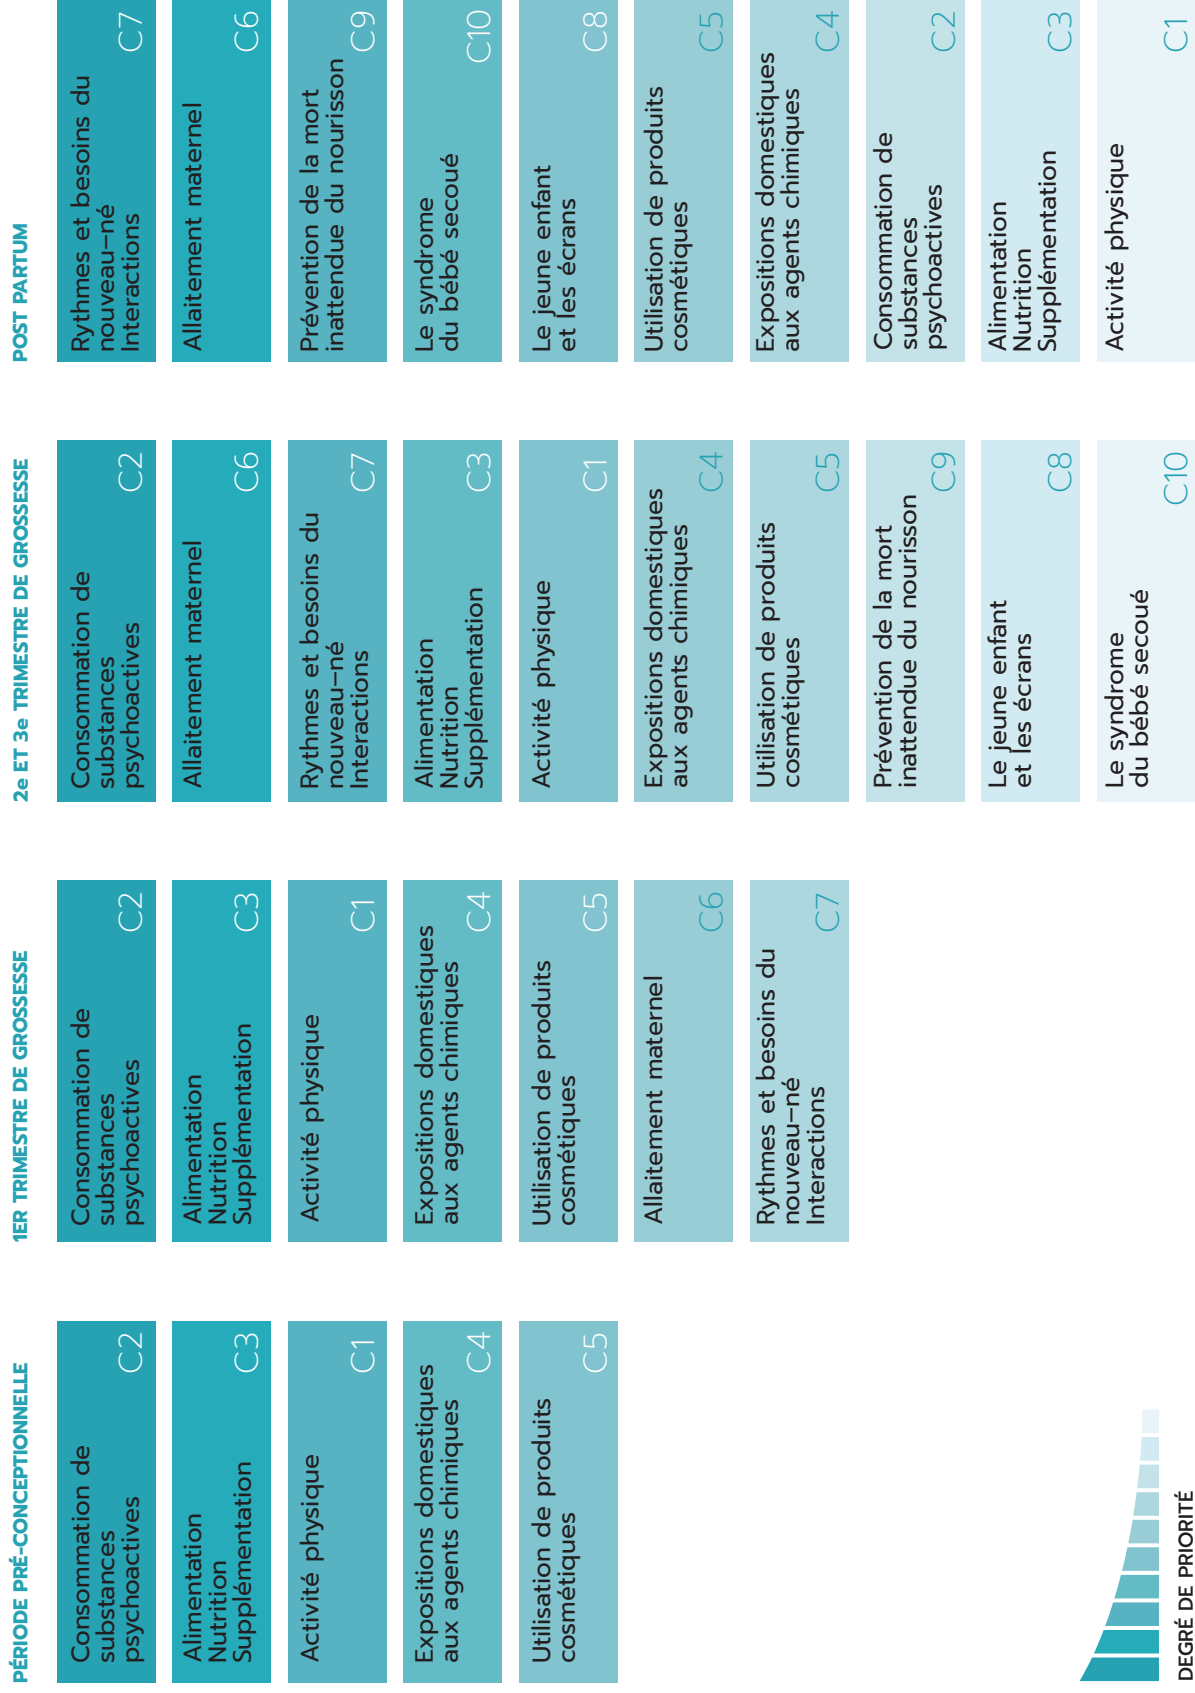 PÉRIODE PRÉ-CONCEPTIONNELLE
Consommation de
substances
psychoactives
C2
Alimentation
Nutrition
Supplémentation
C3
Activité physique
C1
Expositions domestiques
aux agents chimiques
C4
Utilisation de produits
cosmétiques
C5
1ER TRIMESTRE DE GROSSESSE
Consommation de
substances
psychoactives
C2
Alimentation
Nutrition
Supplémentation
C3
Activité physique
C1
Expositions domestiques
aux agents chimiques
C4
Utilisation de produits
cosmétiques
C5
Allaitement maternel
C6
Rythmes et besoins du
nouveau–né
Interactions
C7
2e ET 3e TRIMESTRE DE GROSSESSE
Consommation de
substances
psychoactives
C2
Allaitement maternel
C6
Rythmes et besoins du
nouveau–né
Interactions
C7
Alimentation
Nutrition
Supplémentation
C3
Activité physique
C1
Expositions domestiques
aux agents chimiques
C4
Utilisation de produits
cosmétiques
C5
Prévention de la mort
inattendue du nourisson
C9
Le jeune enfant
et les écrans
C8
Le syndrome
du bébé secoué
C10
POST PARTUM
Rythmes et besoins du
nouveau–né
Interactions
C7
Allaitement maternel
C6
Prévention de la mort
inattendue du nourisson
C9
Le syndrome
du bébé secoué
C10
Le jeune enfant
et les écrans
C8
Utilisation de produits
cosmétiques
C5
Expositions domestiques
aux agents chimiques
C4
Consommation de
substances
psychoactives
C2
Alimentation
Nutrition
Supplémentation
C3
Activité physique
C1
DEGRÉ DE PRIORITÉ